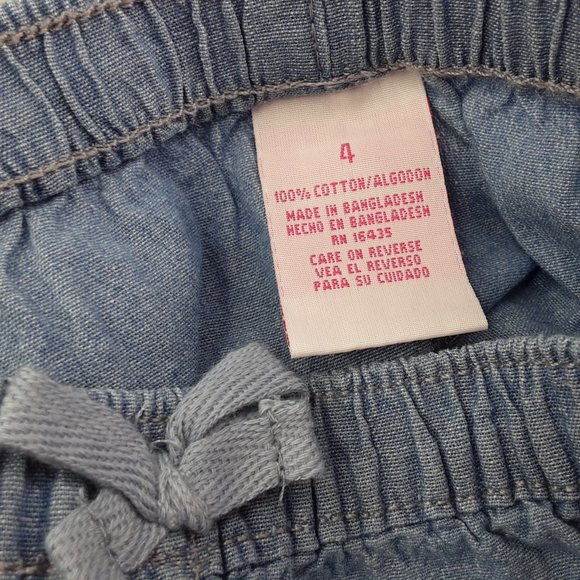 4
100% COTTON/ALGODON
MADE IN BANGLADESH
HECHO EN BANGLADESH
RN 16435
CARE ON REVERSE
VEA EL REVERSO
PARA SU CUIDADO